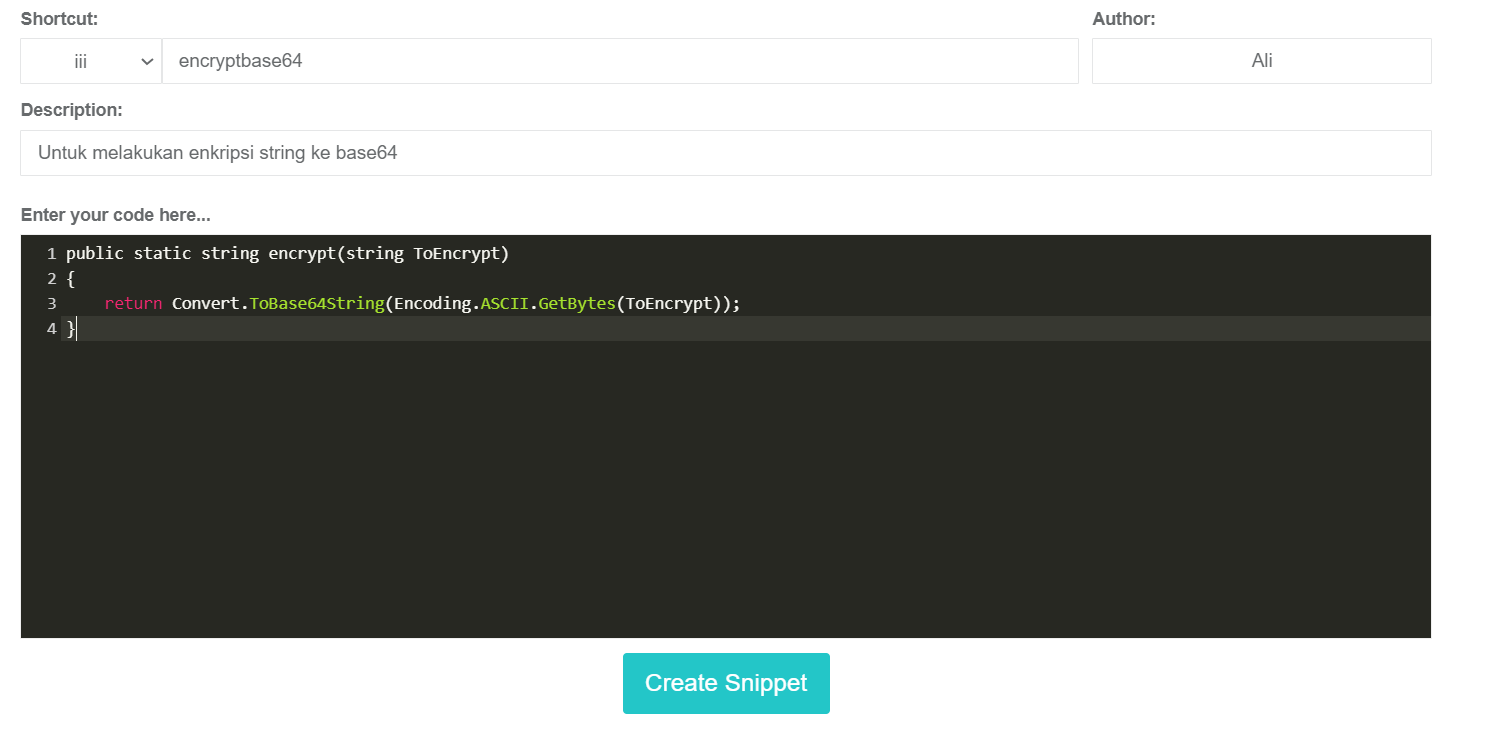 Shortcut:
Author:
iii
encryptbase64
Ali
Description:
Untuk melakukan enkripsi string ke base64
Enter your code here...
1 public static string encrypt(string ToEncrypt)
2 {
3     return Convert.ToBase64String(Encoding.ASCII.GetBytes(ToEncrypt));
4 }
Create Snippet